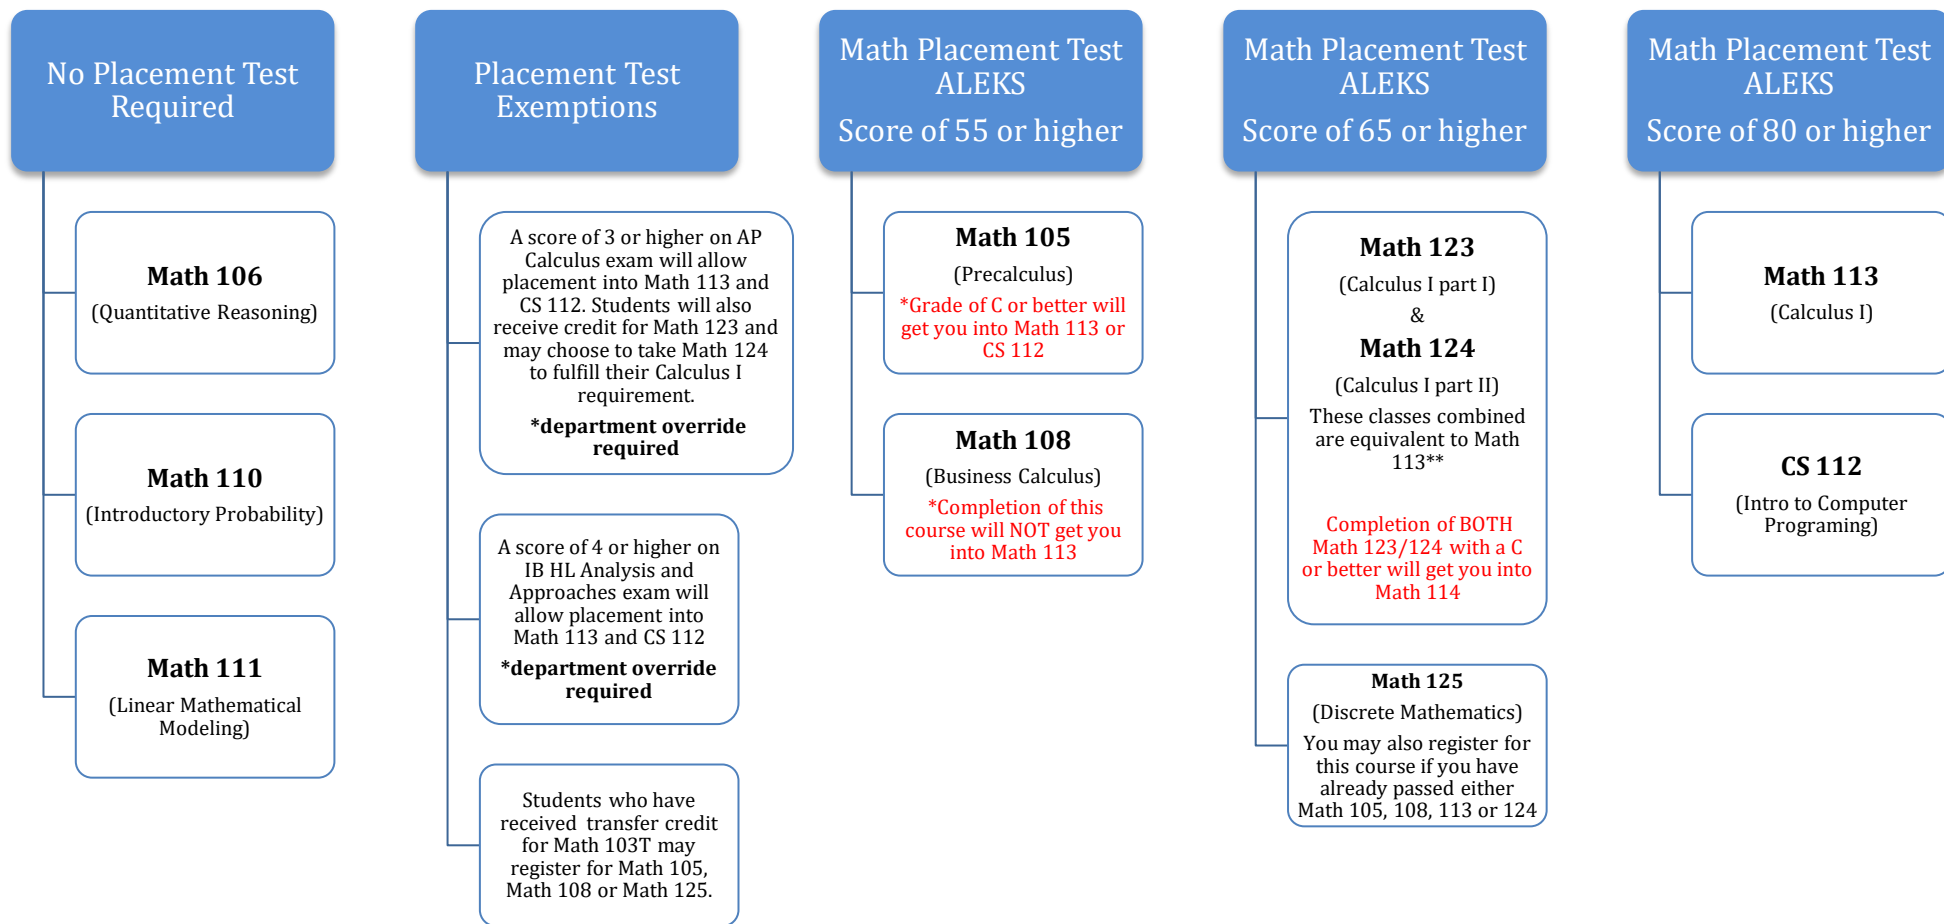 No Placement Test
Required
Math 106
(Quantitative Reasoning)
Math 110
(Introductory Probability)
Math 111
(Linear Mathematical
Modeling)
Placement Test
Exemptions
A score of 3 or higher on AP
Calculus exam will allow
placement into Math 113 and
CS 112. Students will also
receive credit for Math 123 and
may choose to take Math 124
to fulfill their Calculus I
requirement.
*department override
required
A score of 4 or higher on
IB HL Analysis and
Approaches exam will
allow placement into
Math 113 and CS 112
*department override
required
Students who have
received transfer credit
for Math 103T may
register for Math 105,
Math 108 or Math 125.
Math Placement Test
ALEKS
Score of 55 or higher
Math 105
(Precalculus)
*Grade of C or better will
get you into Math 113 or
CS 112
Math 108
(Business Calculus)
*Completion of this
course will NOT get you
into Math 113
Math Placement Test
ALEKS
Score of 65 or higher
Math 123
(Calculus I part I)
&
Math 124
(Calculus I part II)
These classes combined
are equivalent to Math
113**
Completion of BOTH
Math 123/124 with a C
or better will get you into
Math 114
Math 125
(Discrete Mathematics)
You may also register for
this course if you have
already passed either
Math 105, 108, 113 or 124
Math Placement Test
ALEKS
Score of 80 or higher
Math 113
(Calculus I)
CS 112
(Intro to Computer
Programing)